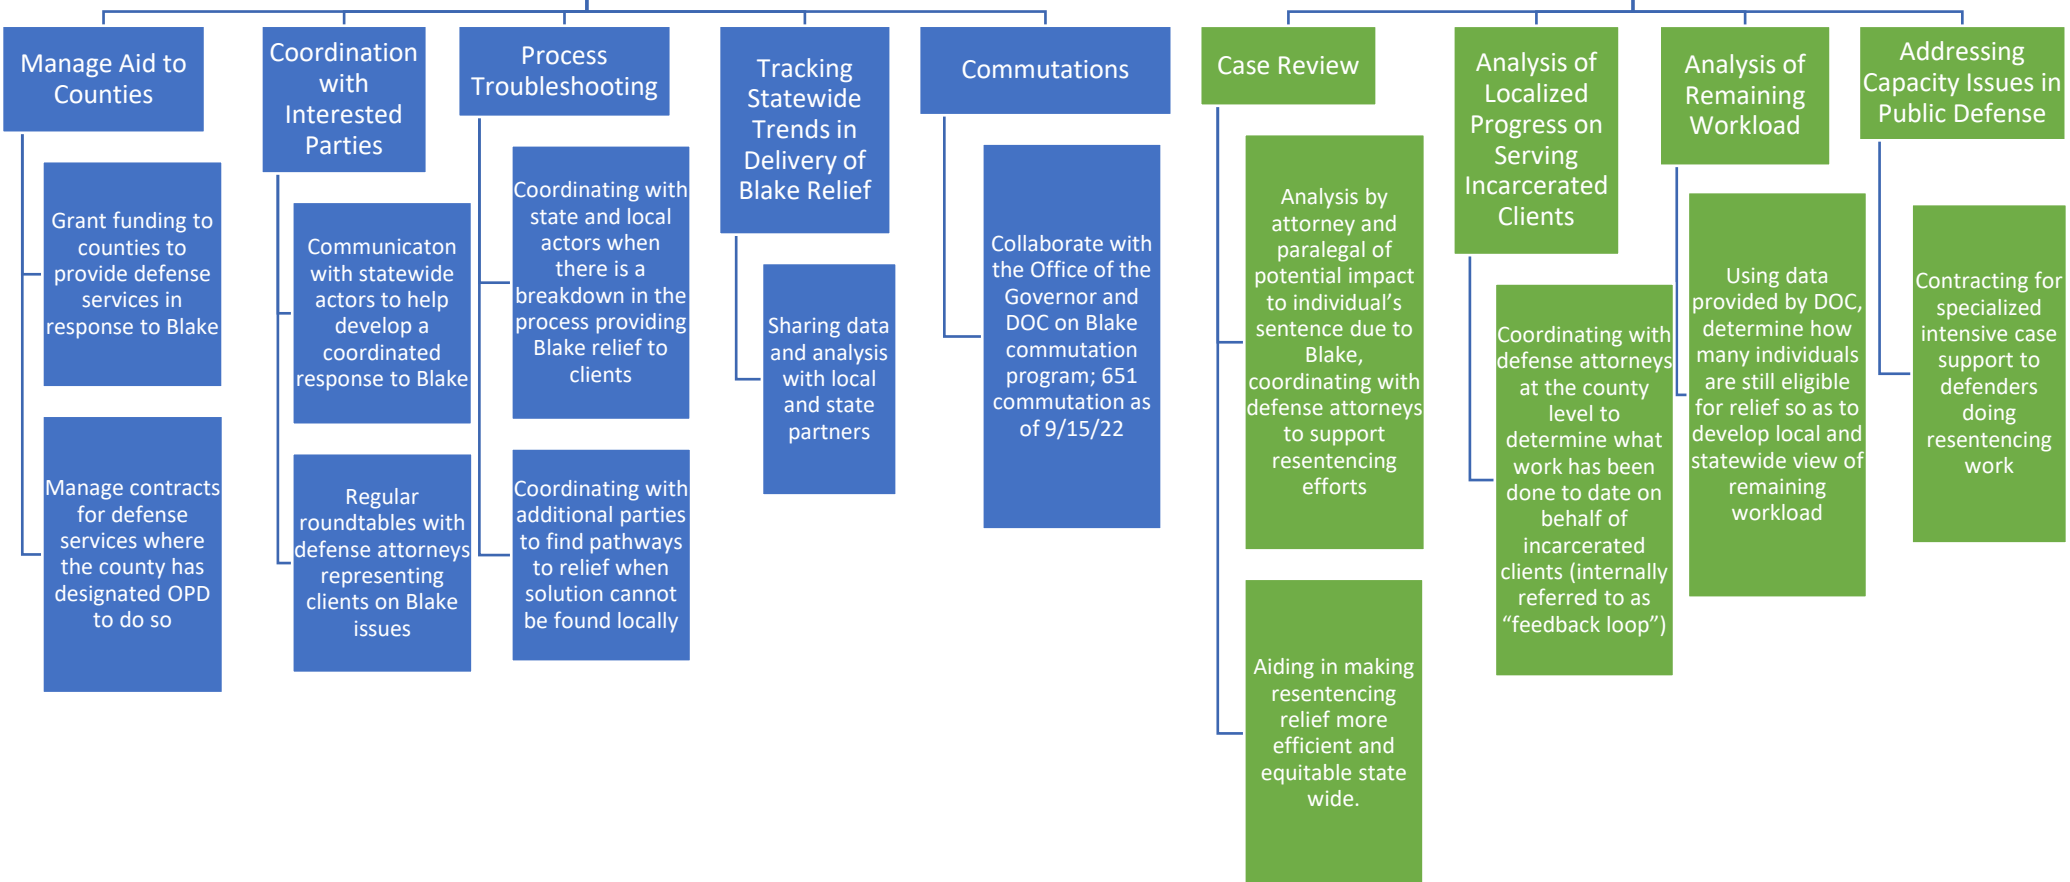 Manage Aid to
Counties
Grant funding to
counties to
provide defense
services in
response to Blake
Manage contracts
for defense
services where
the county has
designated OPD
to do so
Coordination
with
Interested
Parties
Communicaton
with statewide
actors to help
develop a
coordinated
response to Blake
Regular
roundtables with
defense attorneys
representing
clients on Blake
issues
Process
Troubleshooting
Coordinating with
state and local
actors when
there is a
breakdown in the
process providing
Blake relief to
clients
Coordinating with
additional parties
to find pathways
to relief when
solution cannot
be found locally
Tracking
Statewide
Trends in
Delivery of
Blake Relief
Sharing data
and analysis
with local
and state
partners
Commutations
Collaborate with
the Office of the
Governor and
DOC on Blake
commutation
program; 651
commutation as
of 9/15/22
Case Review
Analysis by
attorney and
paralegal of
potential impact
to individual’s
sentence due to
Blake,
coordinating with
defense attorneys
to support
resentencing
efforts
Aiding in making
resentencing
relief more
efficient and
equitable state
wide.
Analysis of
Localized
Progress on
Serving
Incarcerated
Clients
Coordinating with
defense attorneys
at the county
level to
determine what
work has been
done to date on
behalf of
incarcerated
clients (internally
referred to as
“feedback loop”)
Analysis of
Remaining
Workload
Using data
provided by DOC,
determine how
many individuals
are still eligible
for relief so as to
develop local and
statewide view of
remaining
workload
Addressing
Capacity Issues in
Public Defense
Contracting for
specialized
intensive case
support to
defenders
doing
resentencing
work